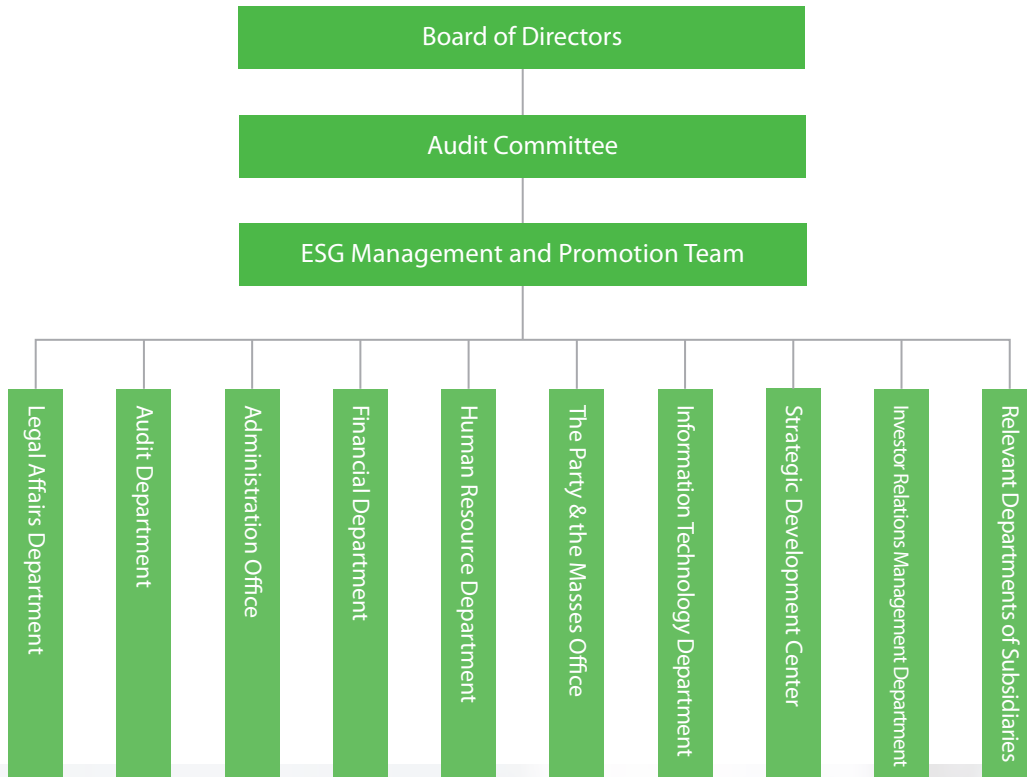 Board of Directors
Audit Committee
ESG Management and Promotion Team
Legal Affairs Department
Audit Department
Administration Office
Financial Department
Human Resource Department
The Party & the Masses Office
Information Technology Department
Strategic Development Center
Investor Relations Management Department
Relevant Departments of Subsidiaries